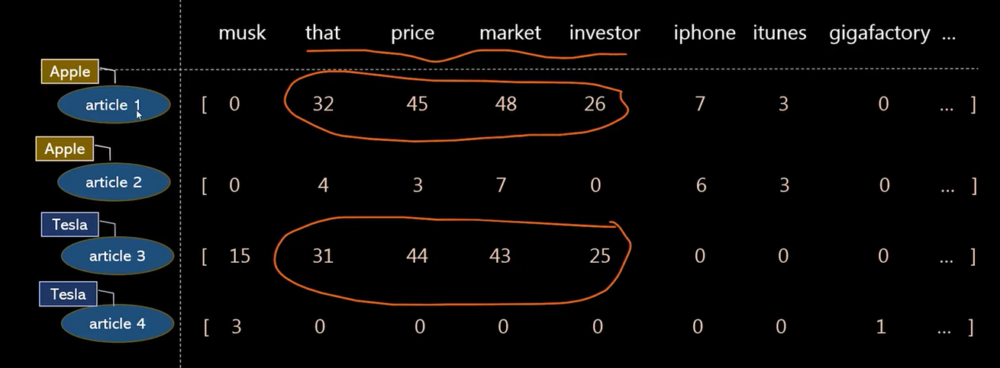 musk that price market investor iphone itunes gigafactory ...
Apple
article 1 [ 0 32 45 48 26 7 3 0 ... ]
Apple
article 2 [ 0 4 3 7 0 6 3 0 ... ]
Tesla
article 3 [ 15 31 44 43 25 0 0 0 ... ]
Tesla
article 4 [ 3 0 0 0 0 0 0 1 ... ]